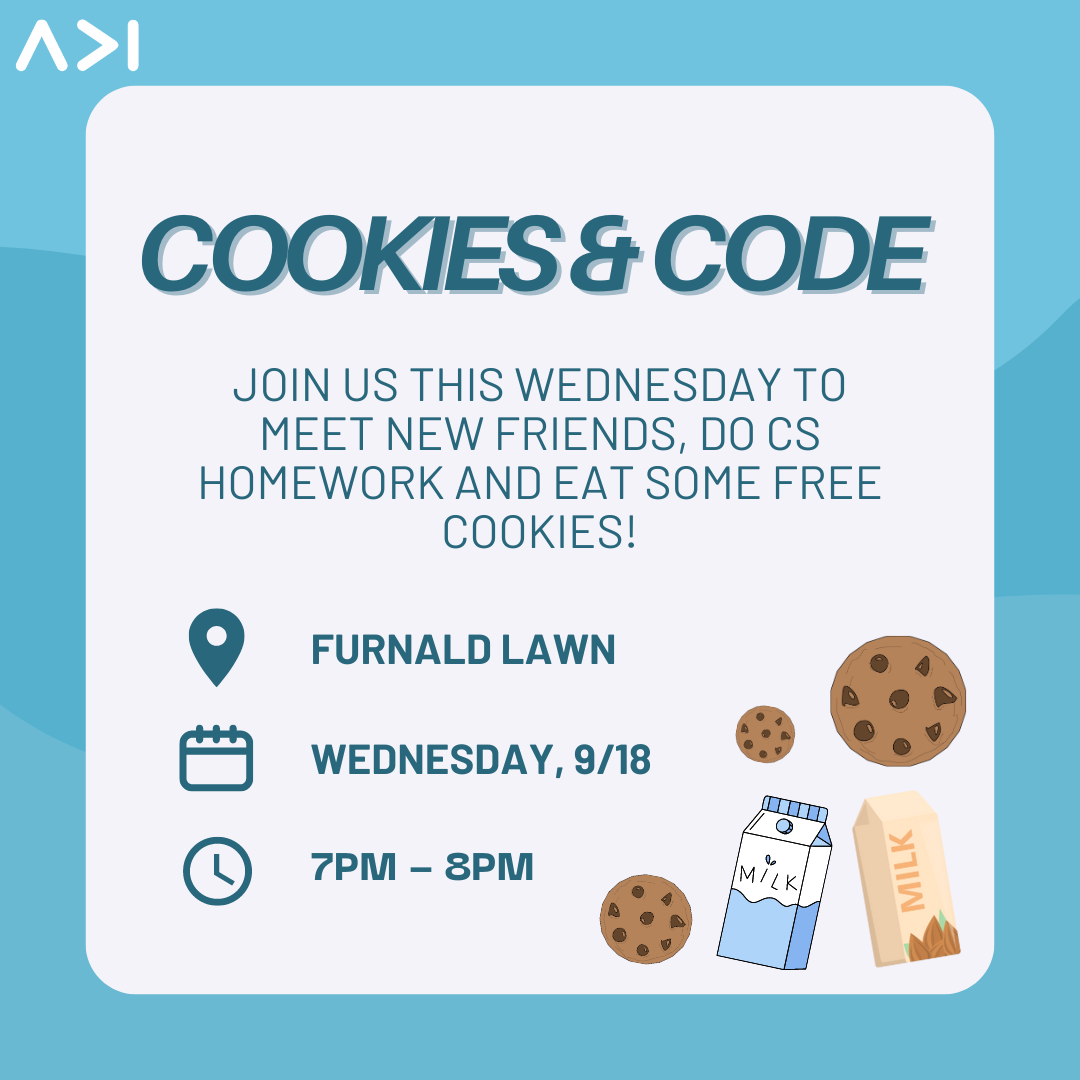 ADI
COOKIES & CODE
JOIN US THIS WEDNESDAY TO
MEET NEW FRIENDS, DO CS
HOMEWORK AND EAT SOME FREE
COOKIES!
FURNALD LAWN
WEDNESDAY, 9/18
7PM – 8PM
MILK
MILK